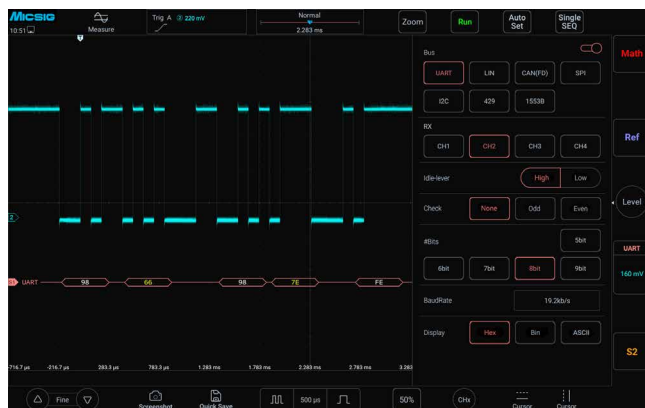 Micsig
10:51
Measure
Trig A ② 220 mV
Normal
2.283 ms
Zoom
Run
Auto Set
Single SEQ
Bus
UART LIN CAN(FD) SPI
I2C 429 1553B
RX
CH1 CH2 CH3 CH4
Idle-lever High Low
Check None Odd Even
#Bits 5bit
6bit 7bit 8bit 9bit
BaudRate 19.2kb/s
Display Hex Bin ASCII
Math
Ref
Level
UART
160 mV
S2
2
S1 UART 98 66 98 7E FE
-716.7 μs -216.7 μs 283.3 μs 783.3 μs 1.283 ms 1.783 ms 2.283 ms 2.783 ms 3.283
Fine
Screenshot
Quick Save
500 μs
50%
CHx
Cursor
Cursor